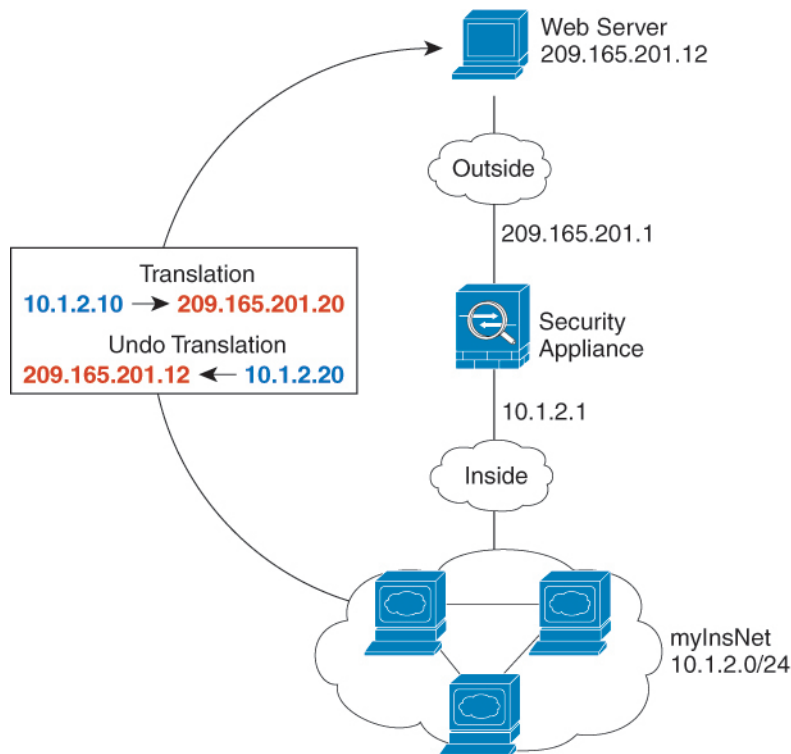 Web Server
209.165.201.12
Outside
209.165.201.1
Translation
10.1.2.10 → 209.165.201.20
Undo Translation
209.165.201.12 ← 10.1.2.20
Security
Appliance
10.1.2.1
Inside
myInsNet
10.1.2.0/24